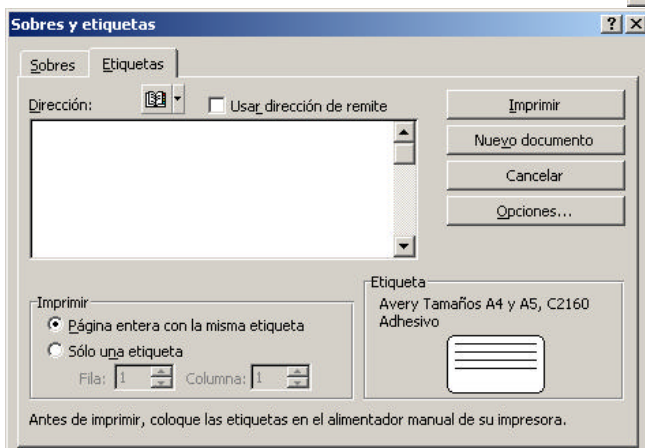 Sobres y etiquetas
Sobres Etiquetas
Dirección: Usar dirección de remite
Imprimir
Nuevo documento
Cancelar
Opciones...
Imprimir
Página entera con la misma etiqueta
Sólo una etiqueta
Fila: 1 Columna: 1
Etiqueta
Avery Tamaños A4 y A5, C2160
Adhesivo
Antes de imprimir, coloque las etiquetas en el alimentador manual de su impresora.